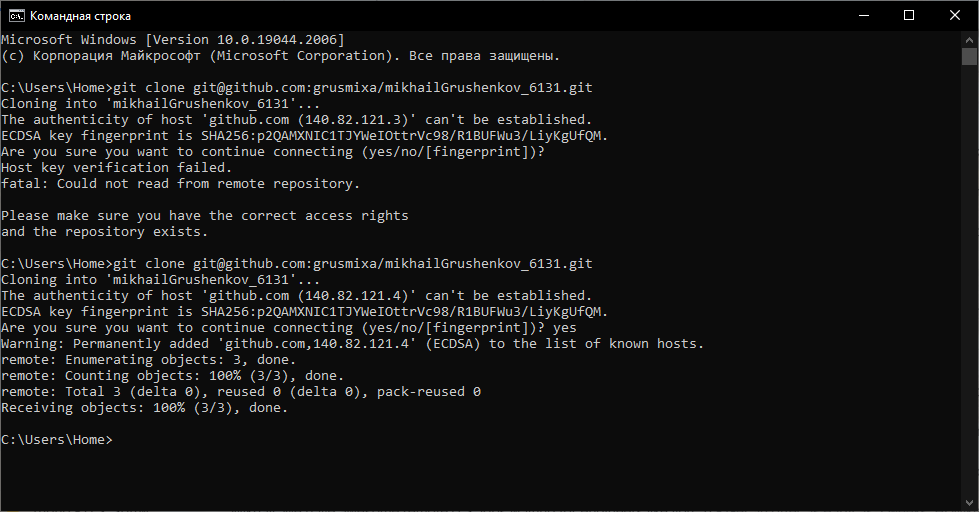 Командная строка
Microsoft Windows [Version 10.0.19044.2006]
(c) Корпорация Майкрософт (Microsoft Corporation). Все права защищены.
C:\Users\Home>git clone git@github.com:grusmixa/mikhailGrushenkov_6131.git
Cloning into 'mikhailGrushenkov_6131'...
The authenticity of host 'github.com (140.82.121.3)' can't be established.
ECDSA key fingerprint is SHA256:p2QAMXNIC1TJYWeIOttrVc98/R1BUFWu3/LiyKgUfQM.
Are you sure you want to continue connecting (yes/no/[fingerprint])?
Host key verification failed.
fatal: Could not read from remote repository.
Please make sure you have the correct access rights
and the repository exists.
C:\Users\Home>git clone git@github.com:grusmixa/mikhailGrushenkov_6131.git
Cloning into 'mikhailGrushenkov_6131'...
The authenticity of host 'github.com (140.82.121.4)' can't be established.
ECDSA key fingerprint is SHA256:p2QAMXNIC1TJYWeIOttrVc98/R1BUFWu3/LiyKgUfQM.
Are you sure you want to continue connecting (yes/no/[fingerprint])? yes
Warning: Permanently added 'github.com,140.82.121.4' (ECDSA) to the list of known hosts.
remote: Enumerating objects: 3, done.
remote: Counting objects: 100% (3/3), done.
remote: Total 3 (delta 0), reused 0 (delta 0), pack-reused 0
Receiving objects: 100% (3/3), done.
C:\Users\Home>